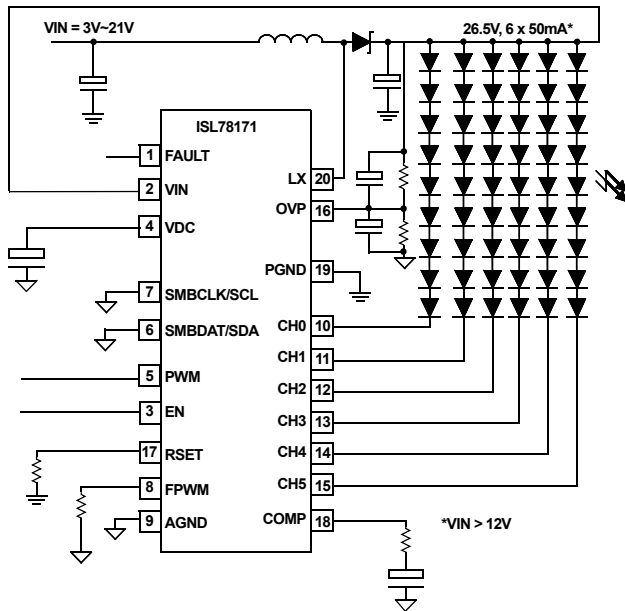 VIN = 3V~21V
26.5V, 6 x 50mA*
ISL78171
1 FAULT
2 VIN
4 VDC
7 SMBCLK/SCL
6 SMBDAT/SDA
5 PWM
3 EN
17 RSET
8 FPWM
9 AGND
LX 20
OVP 16
PGND 19
CH0 10
CH1 11
CH2 12
CH3 13
CH4 14
CH5 15
COMP 18
*VIN > 12V